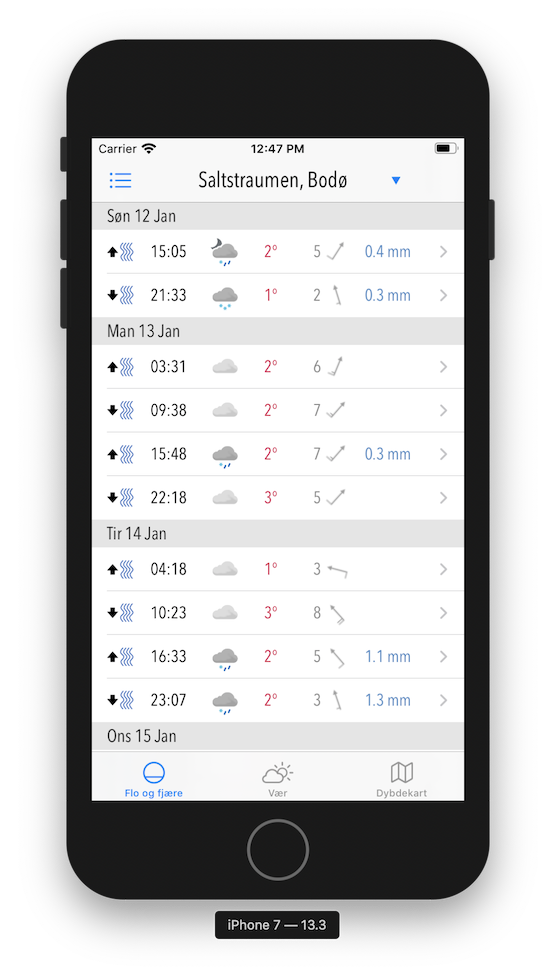 Carrier 12:47 PM
Saltstraumen, Bodø
Søn 12 Jan
15:05 2° 5 0.4 mm
21:33 1° 2 0.3 mm
Man 13 Jan
03:31 2° 6
09:38 2° 7
15:48 2° 7 0.3 mm
22:18 3° 5
Tir 14 Jan
04:18 1° 3
10:23 3° 8
16:33 2° 5 1.1 mm
23:07 2° 3 1.3 mm
Ons 15 Jan
Flo og fjære Vær Dybdekart
iPhone 7 — 13.3